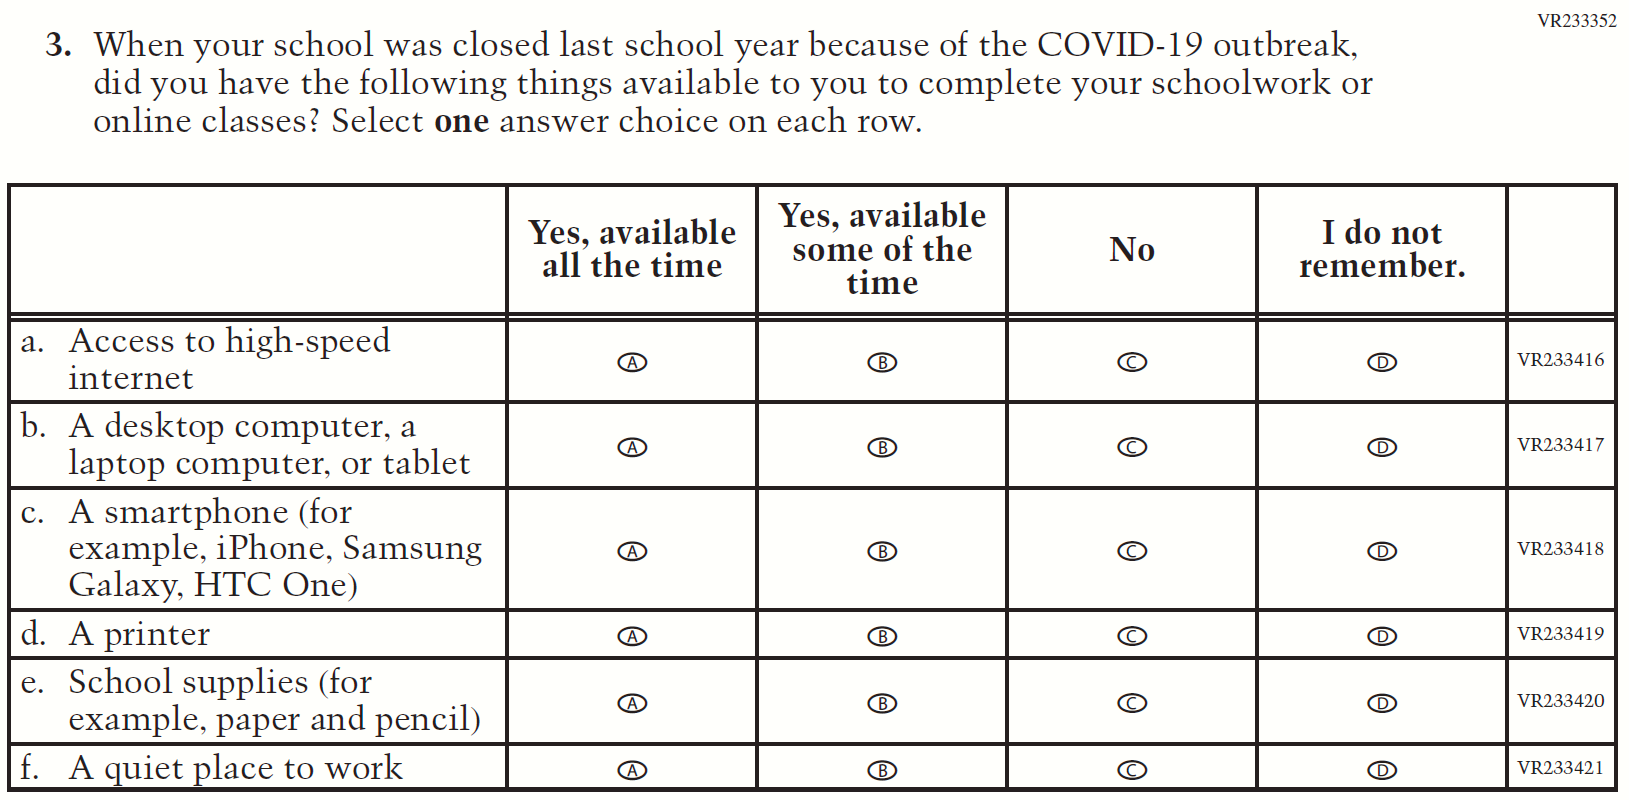 VR233352
3. When your school was closed last school year because of the COVID-19 outbreak,
did you have the following things available to you to complete your schoolwork or
online classes? Select one answer choice on each row.
Yes, available
all the time
Yes, available
some of the
time
No
I do not
remember.
a. Access to high-speed
internet
A B C D VR233416
b. A desktop computer, a
laptop computer, or tablet
A B C D VR233417
c. A smartphone (for
example, iPhone, Samsung
Galaxy, HTC One)
A B C D VR233418
d. A printer A B C D VR233419
e. School supplies (for
example, paper and pencil)
A B C D VR233420
f. A quiet place to work A B C D VR233421